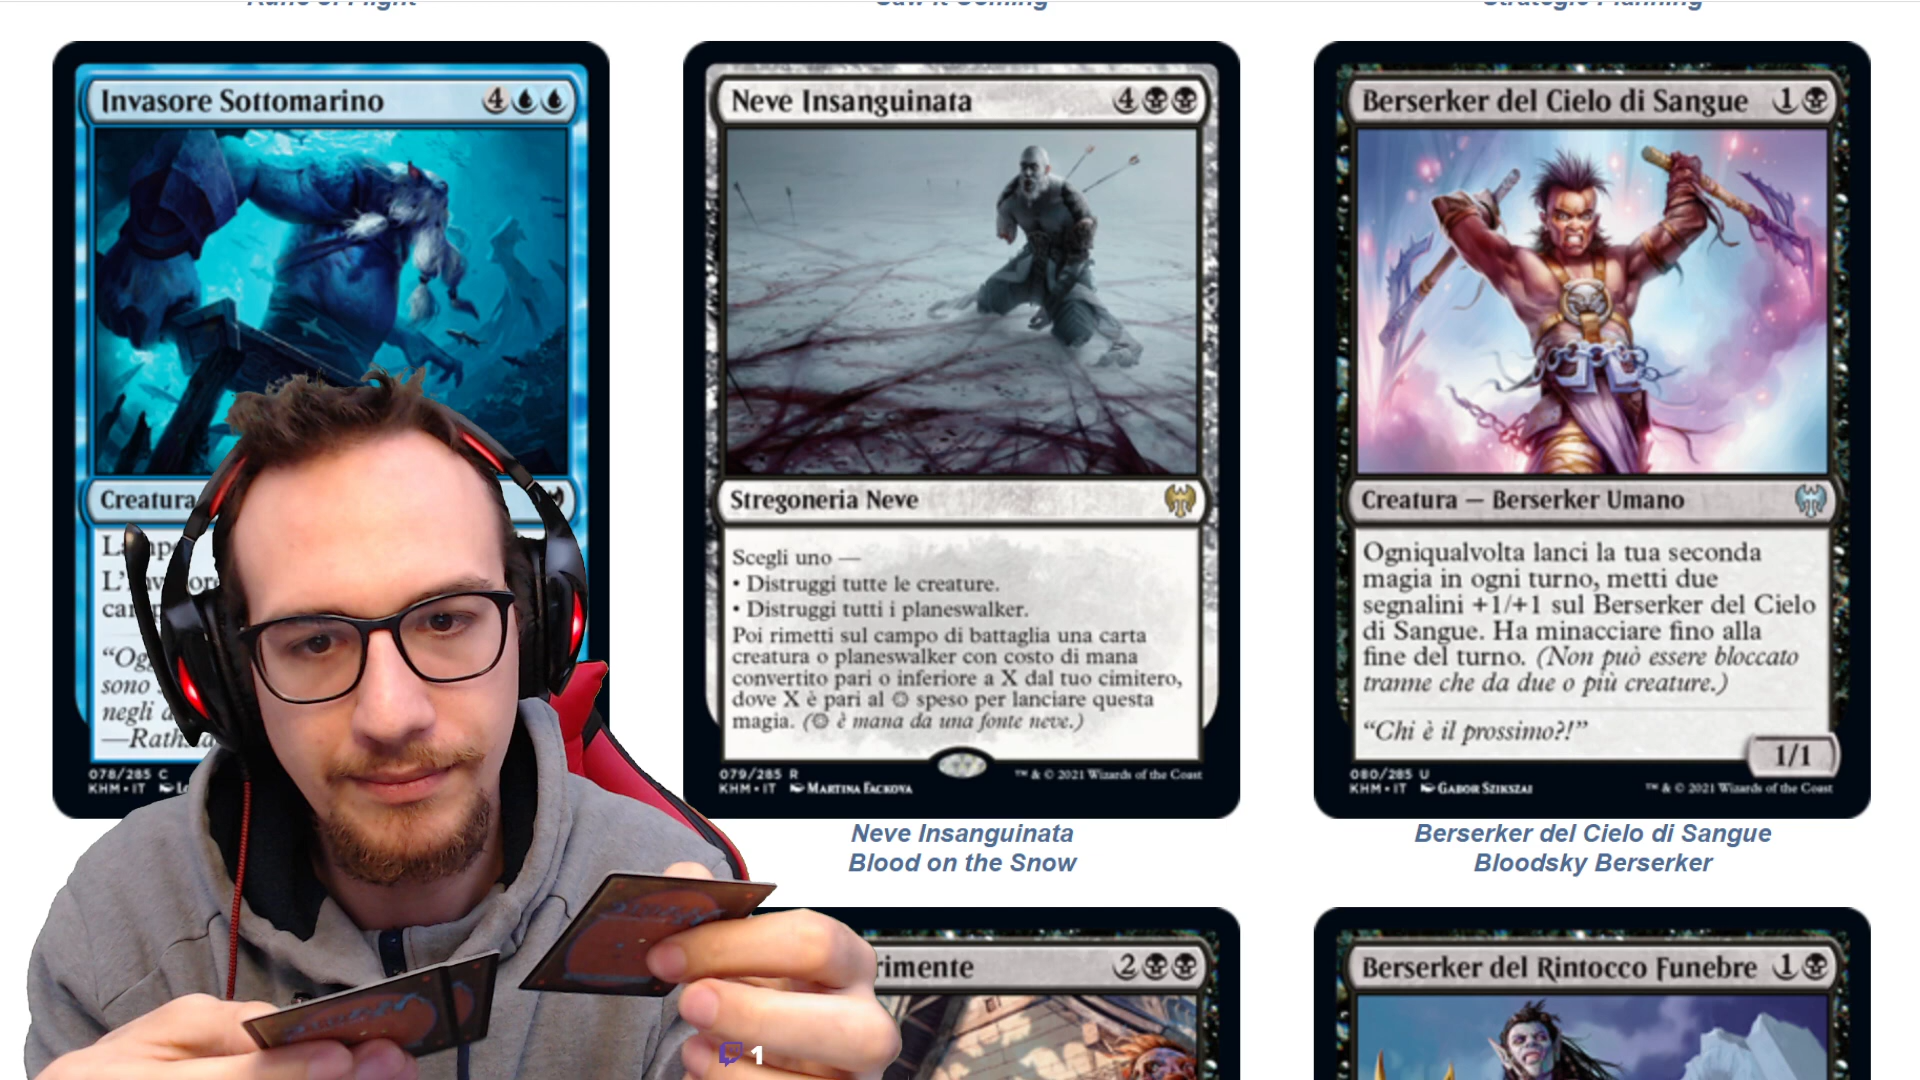 Rune of Flight
Saw It Coming
Strategic Planning
Invasore Sottomarino 4
Creatura
negli
078/285 C
KHM • IT
Neve Insanguinata 4
Stregoneria Neve
Scegli uno —
• Distruggi tutte le creature.
• Distruggi tutti i planeswalker.
Poi rimetti sul campo di battaglia una carta
creatura o planeswalker con costo di mana
convertito pari o inferiore a X dal tuo cimitero,
dove X è pari al speso per lanciare questa
magia. ( è mana da una fonte neve.)
079/285 R
KHM • IT Martina Fackova
™ & © 2021 Wizards of the Coast
Neve Insanguinata
Blood on the Snow
Berserker del Cielo di Sangue 1
Creatura — Berserker Umano
Ogniqualvolta lanci la tua seconda
magia in ogni turno, metti due
segnalini +1/+1 sul Berserker del Cielo
di Sangue. Ha minacciare fino alla
fine del turno. (Non può essere bloccato
tranne che da due o più creature.)
“Chi è il prossimo?!”
1/1
080/285 U
KHM • IT Gabor Szikszai
™ & © 2021 Wizards of the Coast
Berserker del Cielo di Sangue
Bloodsky Berserker
rimente 2
Berserker del Rintocco Funebre 1
1